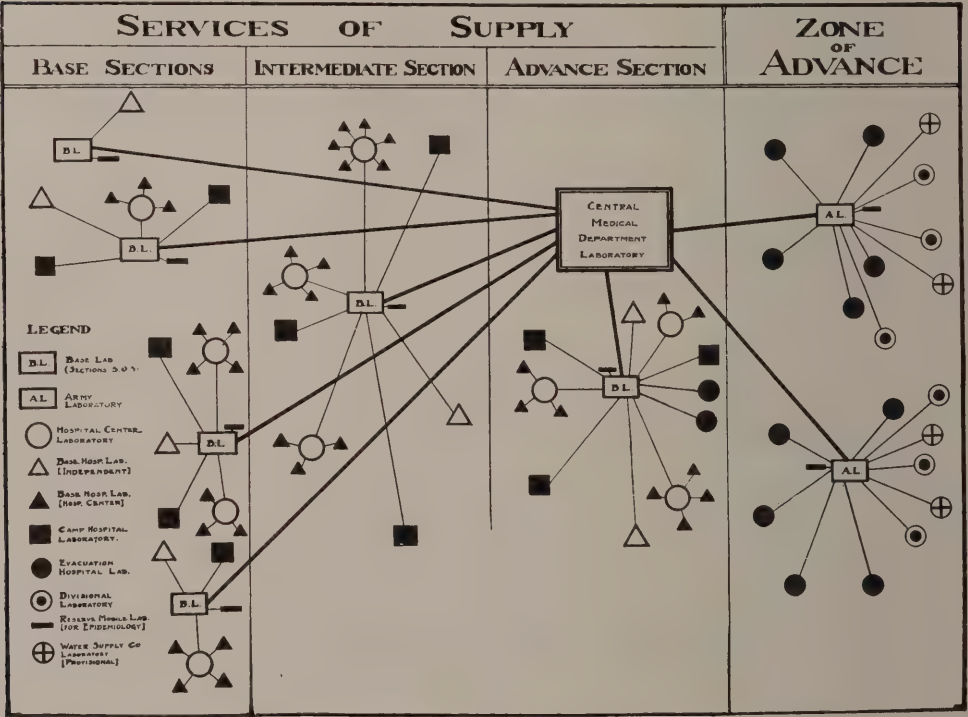 SERVICES OF SUPPLY
ZONE
OF
ADVANCE
BASE SECTIONS
INTERMEDIATE SECTION
ADVANCE SECTION
B.L.
B.L.
CENTRAL
MEDICAL
DEPARTMENT
LABORATORY
A.L.
B.L.
B.L.
B.L.
B.L.
A.L.
B.L.
LEGEND
B.L. BASE LAB
(SECTIONS S.O.S.
A.L. ARMY
LABORATORY
HOSPITAL CENTER
LABORATORY
BASE HOSP. LAB.
[INDEPENDENT]
BASE HOSP. LAB.
[HOSP. CENTER]
CAMP HOSPITAL
LABORATORY.
EVACUATION
HOSPITAL LAB.
DIVISIONAL
LABORATORY
RESERVE MOBILE LAB.
[FOR EPIDEMIOLOGY]
WATER SUPPLY CO
LABORATORY
[PROVISIONAL]